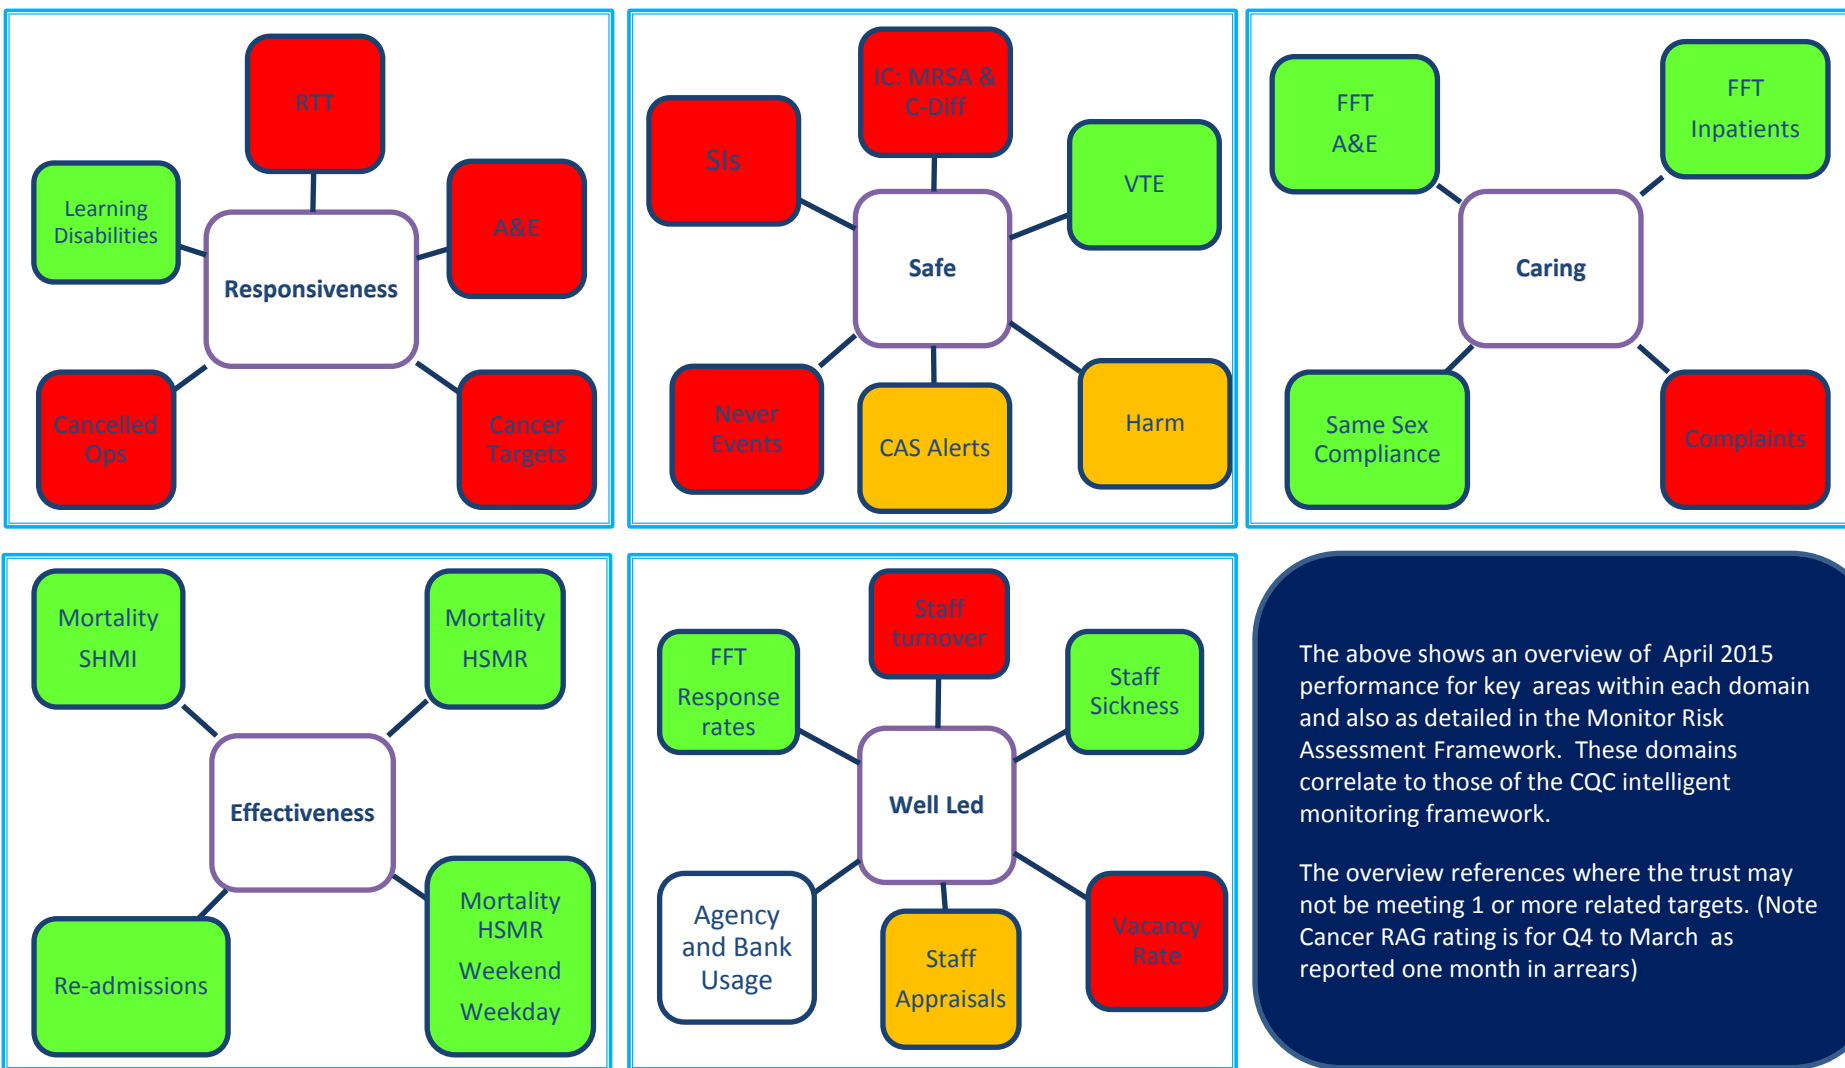 RTT
Learning
Disabilities
A&E
Responsiveness
Cancelled
Ops
Cancer
Targets
IC: MRSA &
C-Diff
SIs
VTE
Safe
Never
Events
CAS Alerts
Harm
FFT
A&E
FFT
Inpatients
Caring
Same Sex
Compliance
Complaints
Mortality
SHMI
Mortality
HSMR
Effectiveness
Re-admissions
Mortality
HSMR
Weekend
Weekday
Staff
turnover
FFT
Response
rates
Staff
Sickness
Well Led
Agency
and Bank
Usage
Staff
Appraisals
Vacancy
Rate
The above shows an overview of April 2015
performance for key areas within each domain
and also as detailed in the Monitor Risk
Assessment Framework. These domains
correlate to those of the CQC intelligent
monitoring framework.
The overview references where the trust may
not be meeting 1 or more related targets. (Note
Cancer RAG rating is for Q4 to March as
reported one month in arrears)